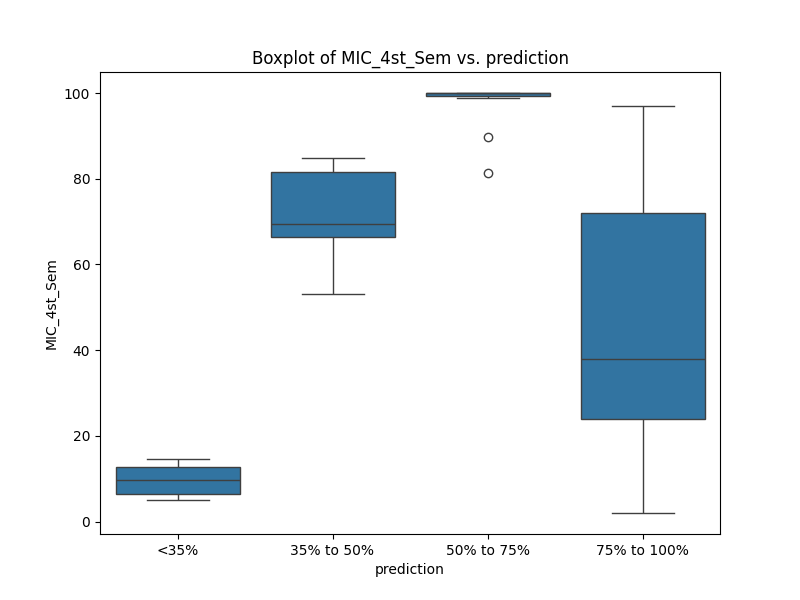 Boxplot of MIC_4st_Sem vs. prediction
MIC_4st_Sem
100
80
60
40
20
0
<35%
35% to 50%
50% to 75%
75% to 100%
prediction